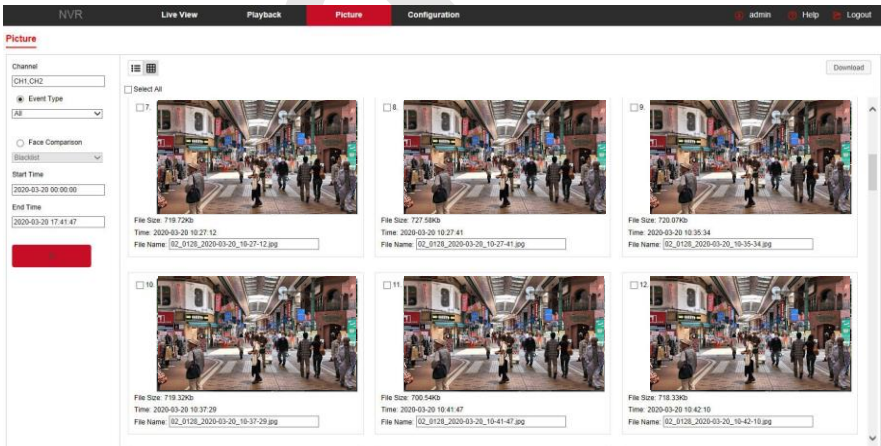 NVR Live View Playback Picture Configuration admin Help Logout
Picture
Channel
CH1,CH2
Event Type
All
Face Comparison
Blacklist
Start Time
2020-03-20 00:00:00
End Time
2020-03-20 17:41:47
Download
Select All
7. 8. 9.
File Size: 719.72Kb
Time: 2020-03-20 10:27:12
File Name: 02_0128_2020-03-20_10-27-12.jpg
File Size: 727.58Kb
Time: 2020-03-20 10:27:41
File Name: 02_0128_2020-03-20_10-27-41.jpg
File Size: 720.07Kb
Time: 2020-03-20 10:35:34
File Name: 02_0128_2020-03-20_10-35-34.jpg
10. 11. 12.
File Size: 719.32Kb
Time: 2020-03-20 10:37:29
File Name: 02_0128_2020-03-20_10-37-29.jpg
File Size: 700.54Kb
Time: 2020-03-20 10:41:47
File Name: 02_0128_2020-03-20_10-41-47.jpg
File Size: 718.33Kb
Time: 2020-03-20 10:42:10
File Name: 02_0128_2020-03-20_10-42-10.jpg